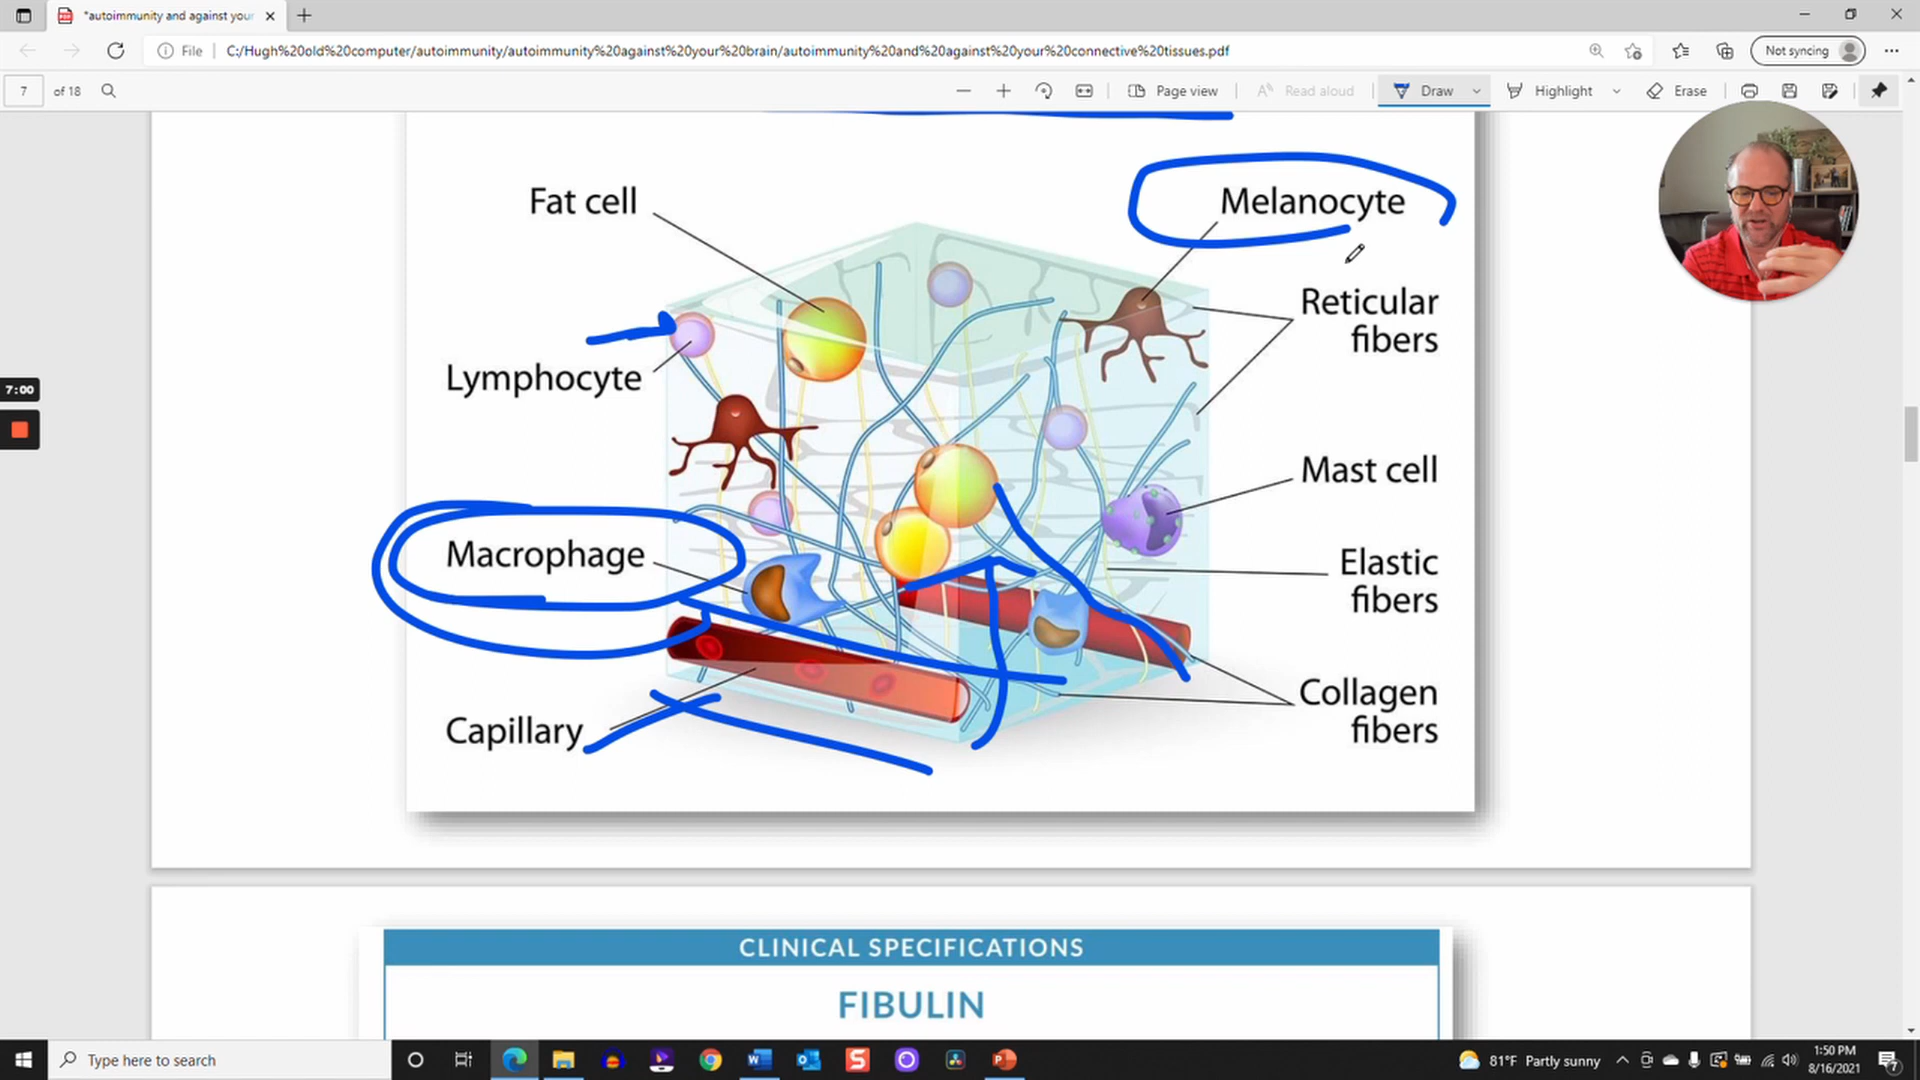 *autoimmunity and against your
File
C:/Hugh%20old%20computer/autoimmunity/autoimmunity%20against%20your%20brain/autoimmunity%20and%20against%20your%20connective%20tissues.pdf
Not syncing
7 of 18
Page view
Read aloud
Draw
Highlight
Erase
Fat cell
Melanocyte
Reticular
fibers
Lymphocyte
7:00
Mast cell
Macrophage
Elastic
fibers
Collagen
fibers
Capillary
CLINICAL SPECIFICATIONS
FIBULIN
Type here to search
81°F Partly sunny
1:50 PM
8/16/2021
7